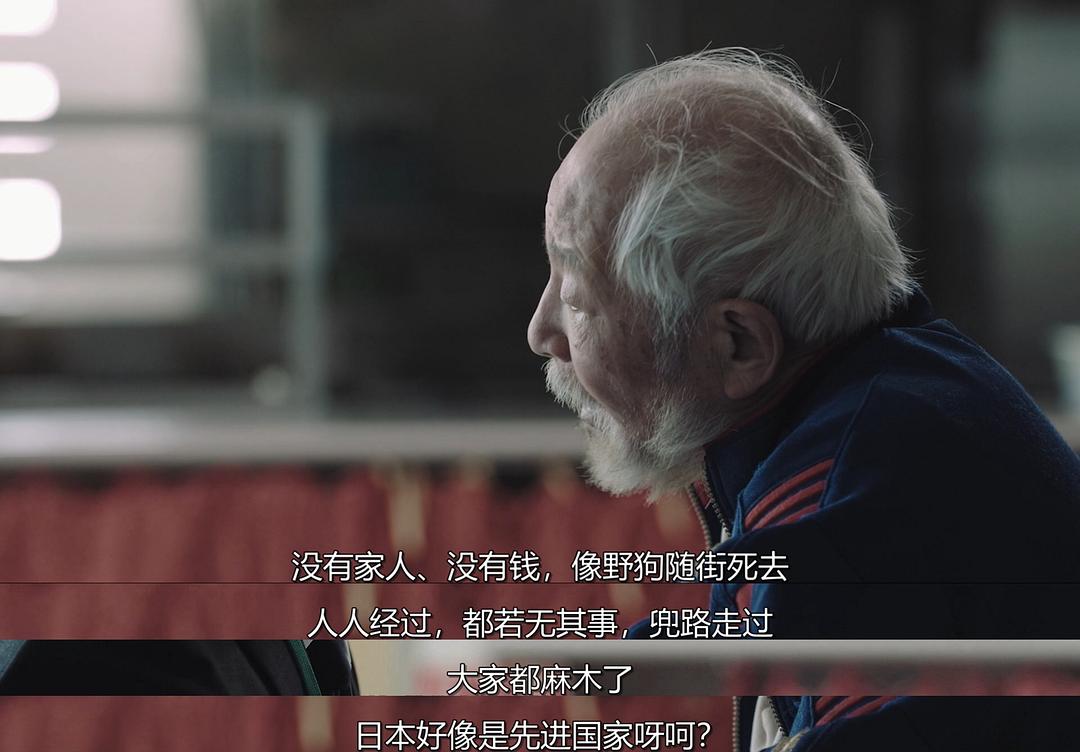 没有家人、没有钱，像野狗随街死去
人人经过，都若无其事，兜路走过
大家都麻木了
日本好像是先进国家呀呵？